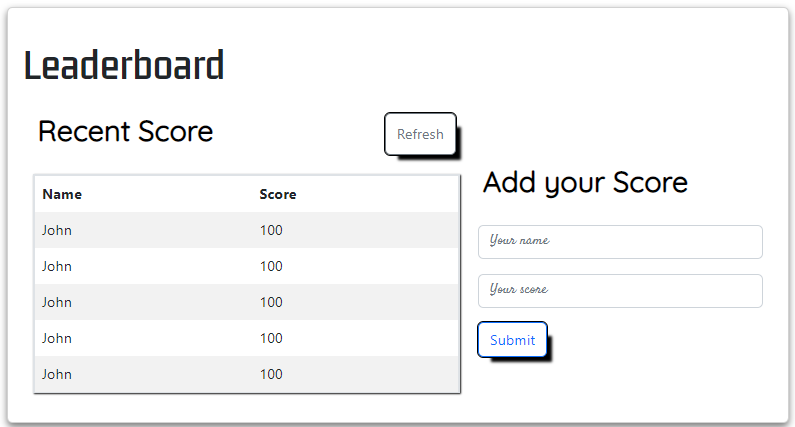 Leaderboard
Recent Score
Refresh
Name Score
John 100
John 100
John 100
John 100
John 100
Add your Score
Your name
Your score
Submit